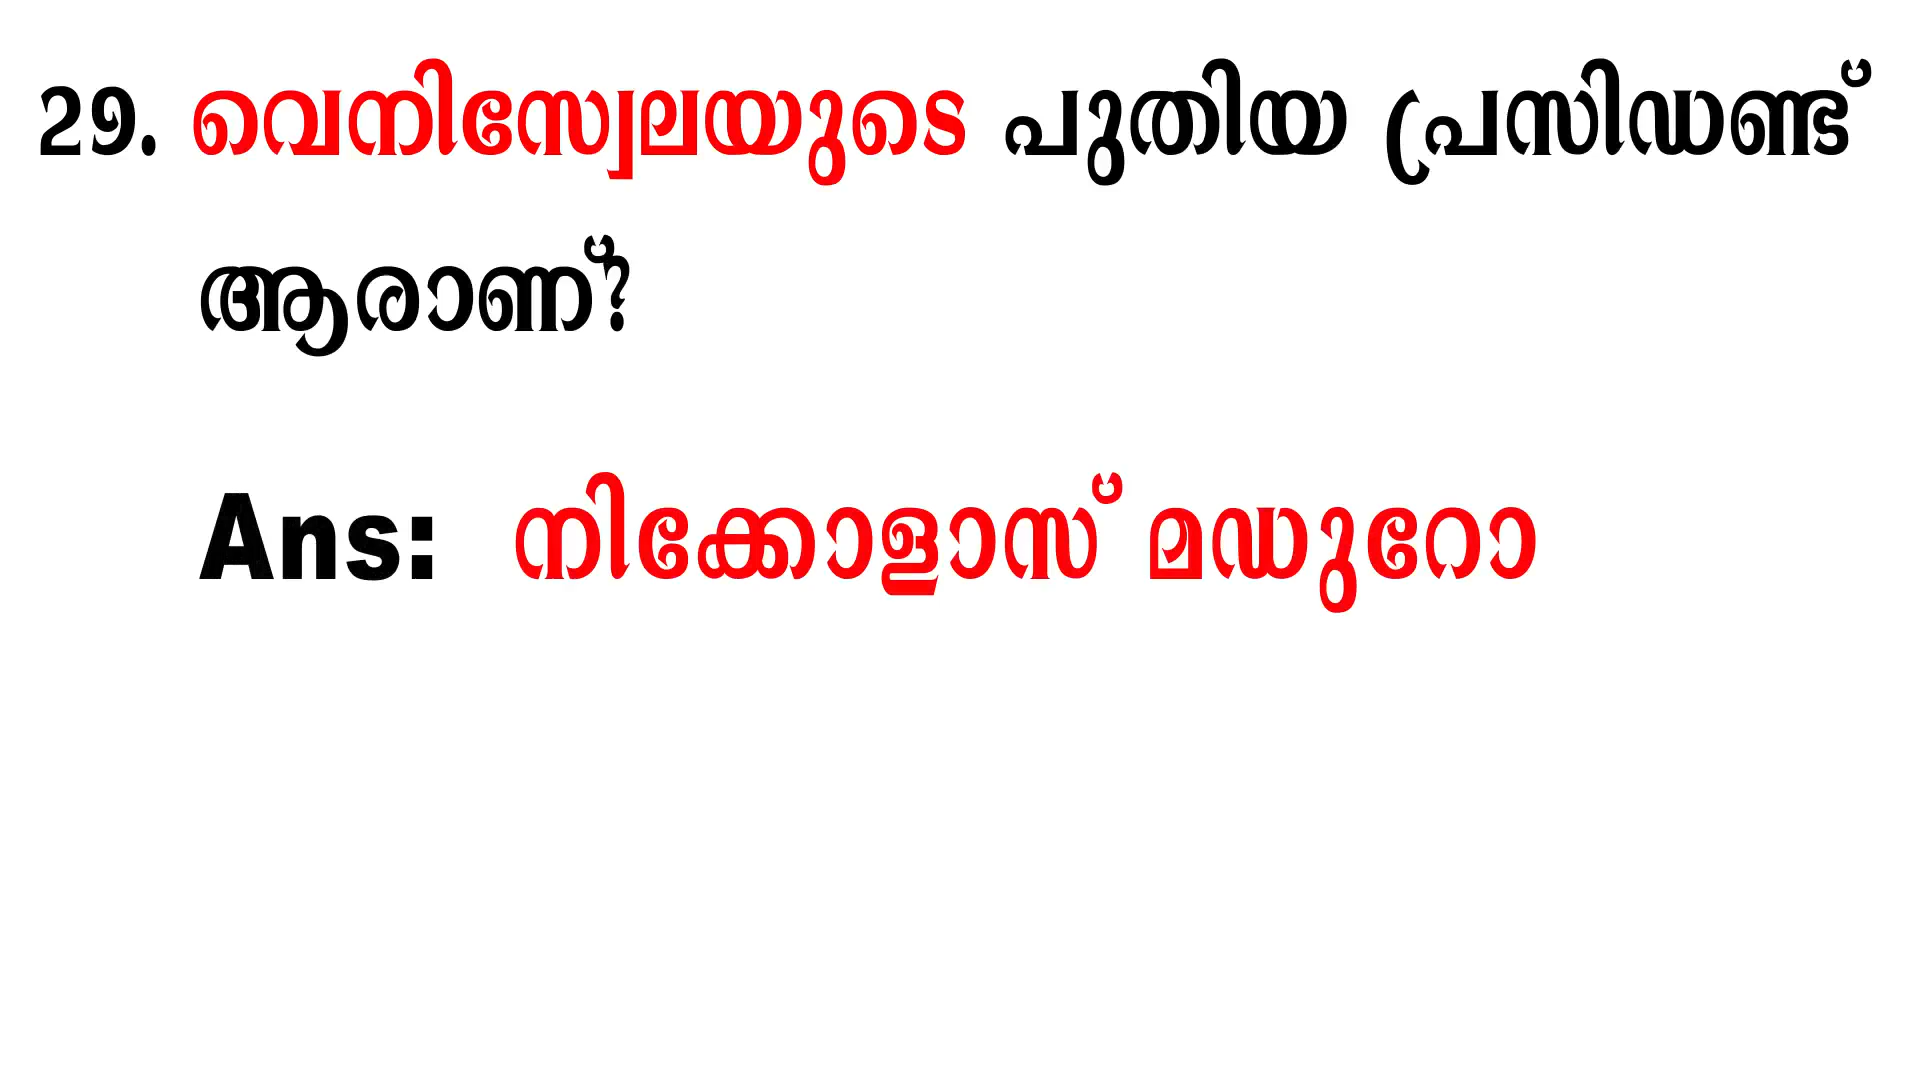 29. വെനിസ്വേലയുടെ പുതിയ പ്രസിഡണ്ട്
ആരാണ്?
Ans: നിക്കോളാസ് മഡുറോ